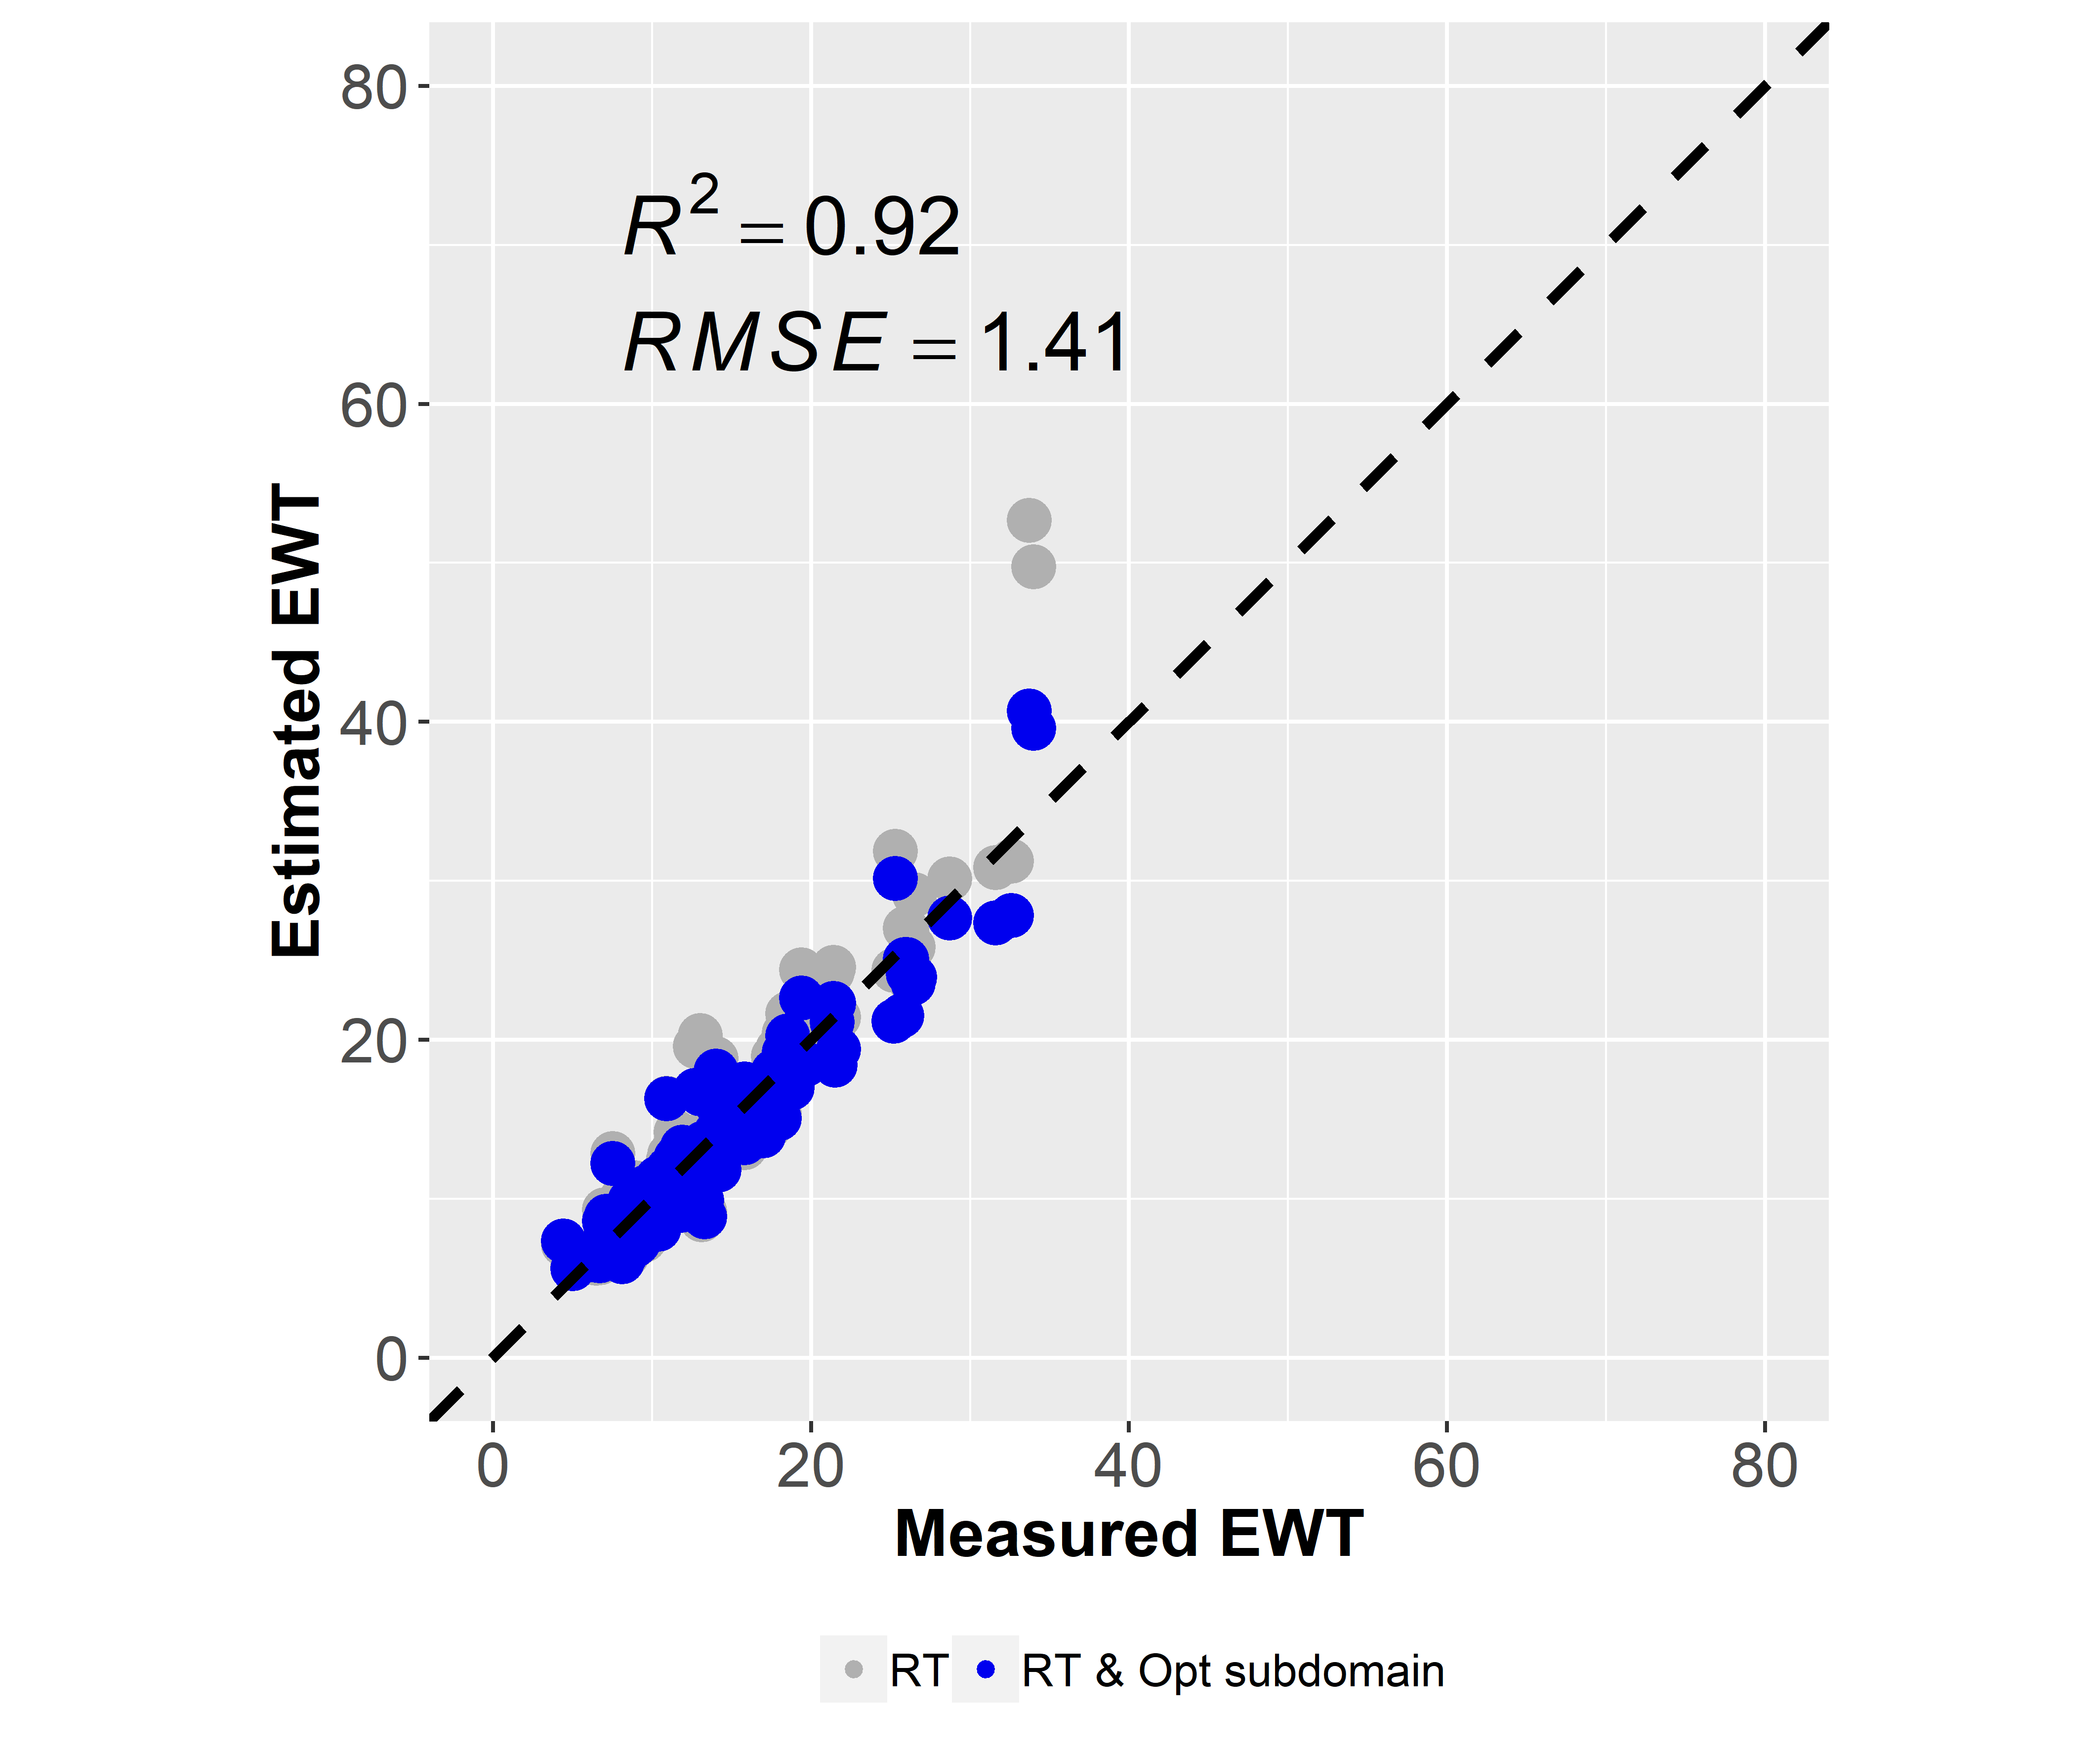 80
R² = 0.92
RMSE = 1.41
60
40
20
0
Estimated EWT
0 20 40 60 80
Measured EWT
RT RT & Opt subdomain